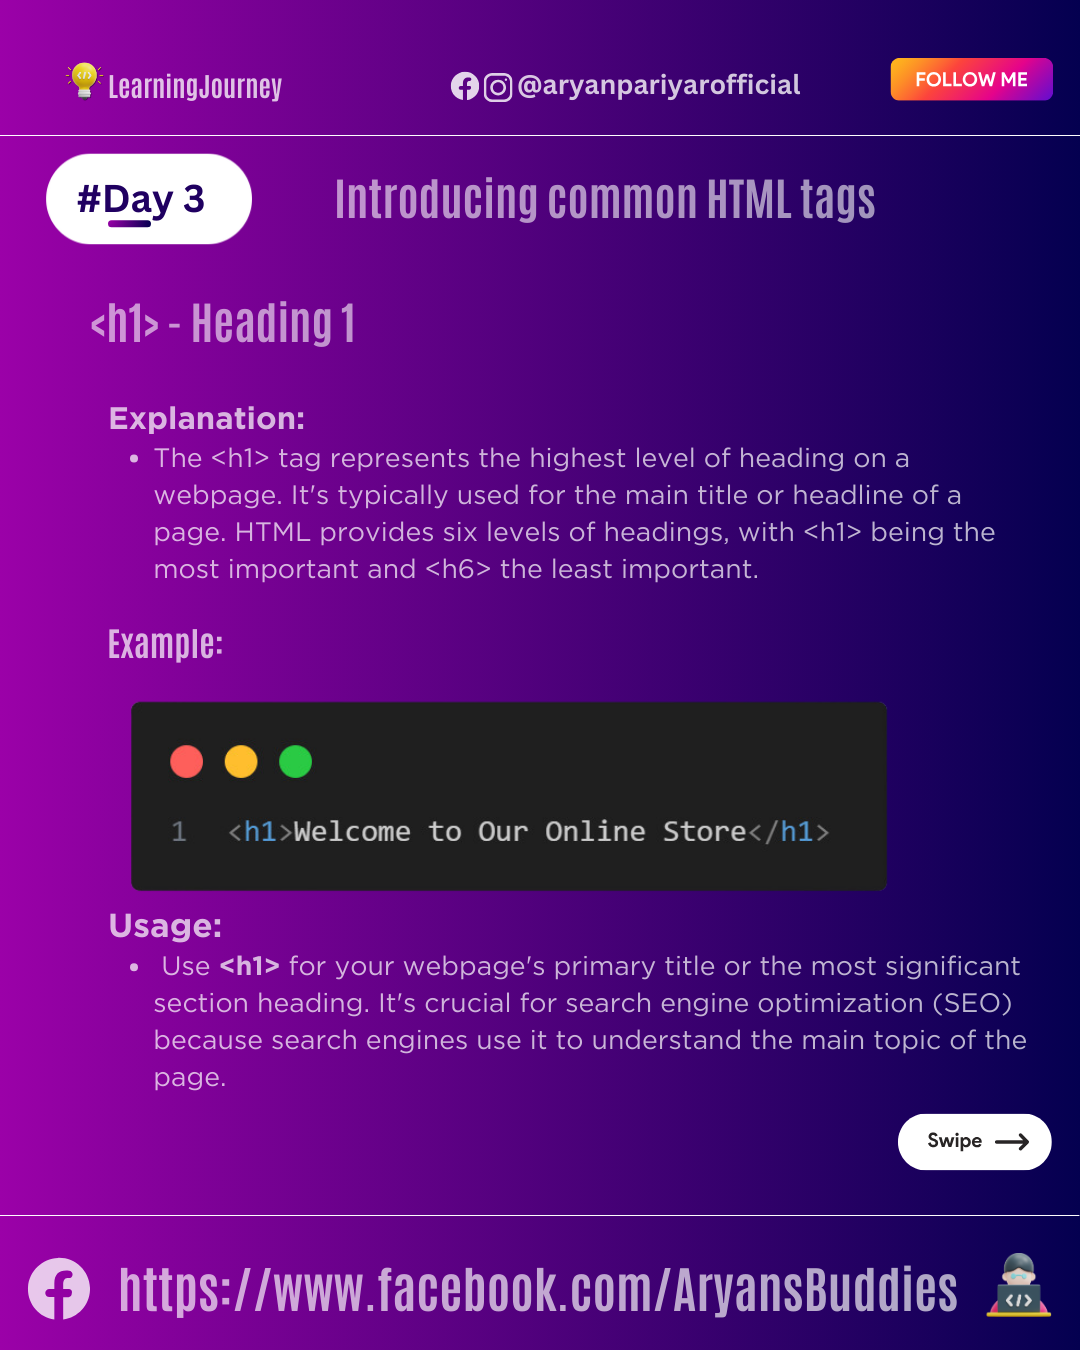 LearningJourney
@aryanpariyarofficial
FOLLOW ME
#Day 3
Introducing common HTML tags
<h1> - Heading 1
Explanation:
• The <h1> tag represents the highest level of heading on a
webpage. It's typically used for the main title or headline of a
page. HTML provides six levels of headings, with <h1> being the
most important and <h6> the least important.
Example:
1 <h1>Welcome to Our Online Store</h1>
Usage:
• Use <h1> for your webpage's primary title or the most significant
section heading. It's crucial for search engine optimization (SEO)
because search engines use it to understand the main topic of the
page.
Swipe
https://www.facebook.com/AryansBuddies